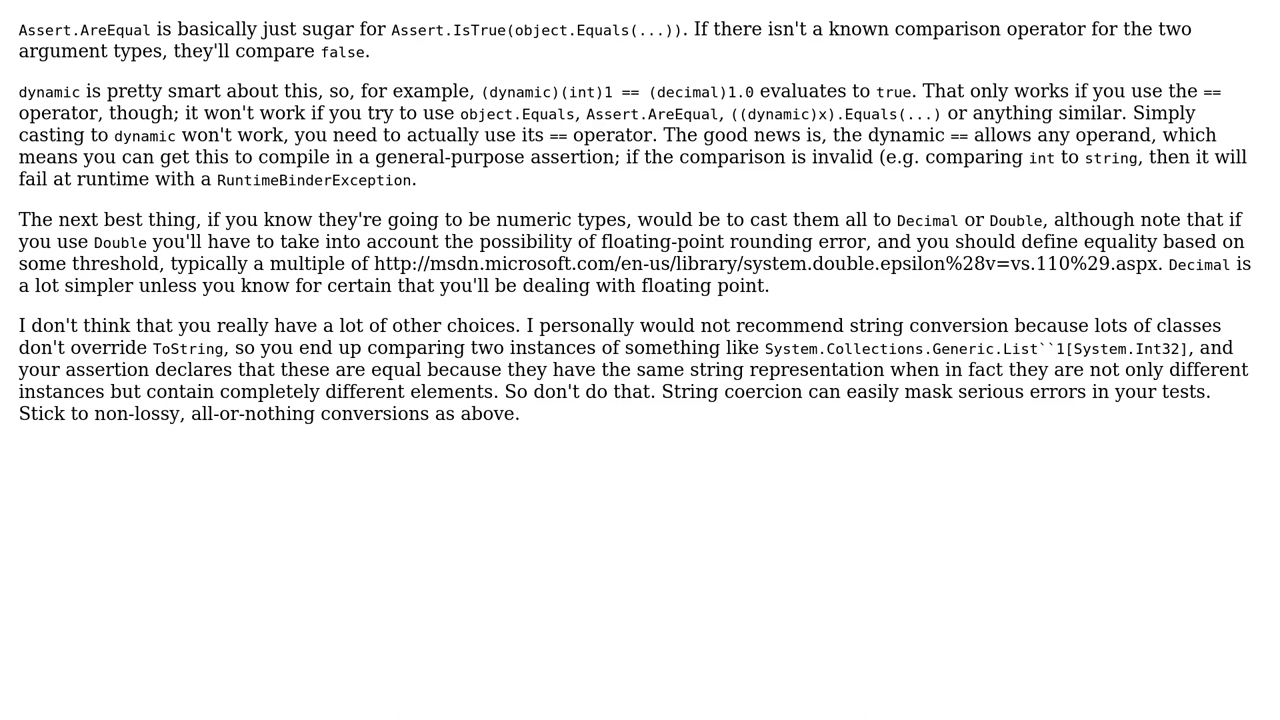 Assert.AreEqual is basically just sugar for Assert.IsTrue(object.Equals(...)). If there isn't a known comparison operator for the two
argument types, they'll compare false.
dynamic is pretty smart about this, so, for example, (dynamic)(int)1 == (decimal)1.0 evaluates to true. That only works if you use the ==
operator, though; it won't work if you try to use object.Equals, Assert.AreEqual, ((dynamic)x).Equals(...) or anything similar. Simply
casting to dynamic won't work, you need to actually use its == operator. The good news is, the dynamic == allows any operand, which
means you can get this to compile in a general-purpose assertion; if the comparison is invalid (e.g. comparing int to string, then it will
fail at runtime with a RuntimeBinderException.
The next best thing, if you know they're going to be numeric types, would be to cast them all to Decimal or Double, although note that if
you use Double you'll have to take into account the possibility of floating-point rounding error, and you should define equality based on
some threshold, typically a multiple of http://msdn.microsoft.com/en-us/library/system.double.epsilon%28v=vs.110%29.aspx. Decimal is
a lot simpler unless you know for certain that you'll be dealing with floating point.
I don't think that you really have a lot of other choices. I personally would not recommend string conversion because lots of classes
don't override ToString, so you end up comparing two instances of something like System.Collections.Generic.List``1[System.Int32], and
your assertion declares that these are equal because they have the same string representation when in fact they are not only different
instances but contain completely different elements. So don't do that. String coercion can easily mask serious errors in your tests.
Stick to non-lossy, all-or-nothing conversions as above.